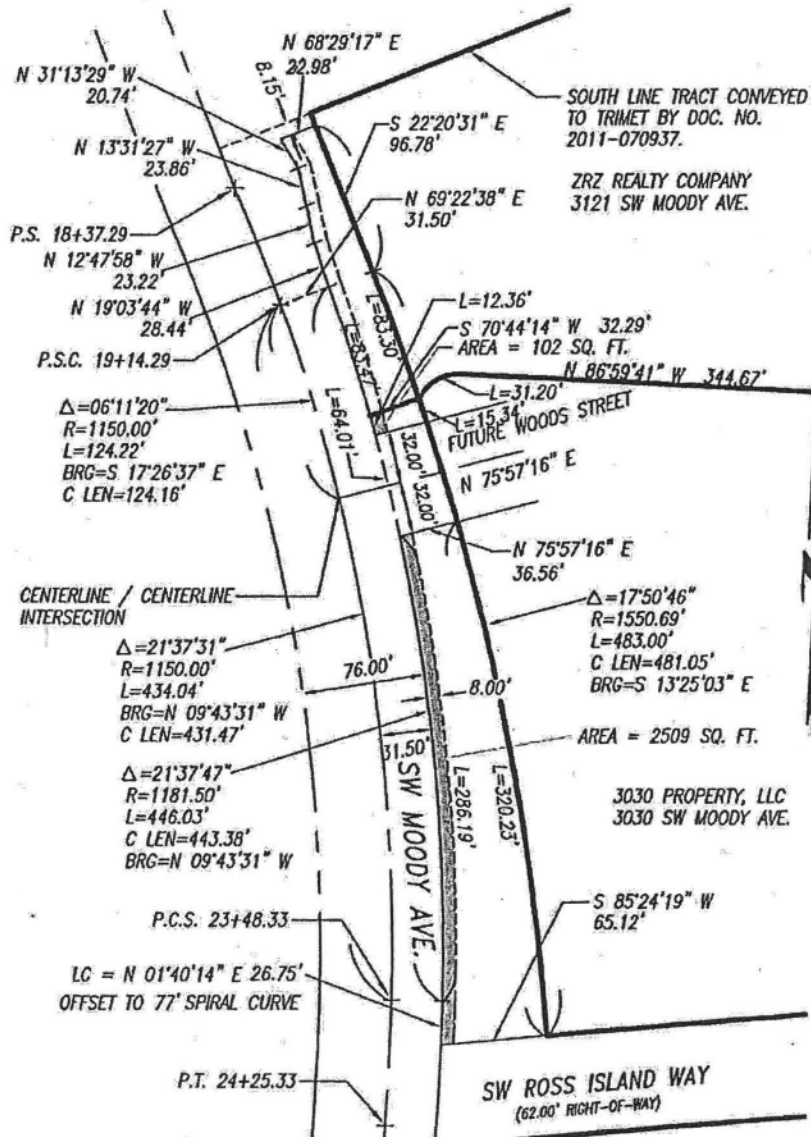 N 68°29'17" E
22.98'
8.15'
N 31°13'29" W
20.74'
SOUTH LINE TRACT CONVEYED
TO TRIMET BY DOC. NO.
2011-070937.
S 22°20'31" E
96.78'
N 13°31'27" W
23.86'
ZRZ REALTY COMPANY
3121 SW MOODY AVE.
N 69°22'38" E
31.50'
P.S. 18+37.29
N 12°47'58" W
23.22'
N 19°03'44" W
28.44'
P.S.C. 19+14.29
L=83.30'
L=83.47'
L=12.36'
S 70°44'14" W 32.29'
AREA = 102 SQ. FT.
N 86°59'41" W 344.67'
L=31.20'
L=15.34'
FUTURE WOODS STREET
Δ=06°11'20"
R=1150.00'
L=124.22'
BRG=S 17°26'37" E
C LEN=124.16'
L=64.01'
32.00'
32.00'
N 75°57'16" E
N 75°57'16" E
36.56'
CENTERLINE / CENTERLINE
INTERSECTION
Δ=17°50'46"
R=1550.69'
L=483.00'
C LEN=481.05'
BRG=S 13°25'03" E
Δ=21°37'31"
R=1150.00'
L=434.04'
BRG=N 09°43'31" W
C LEN=431.47'
76.00'
8.00'
31.50'
AREA = 2509 SQ. FT.
Δ=21°37'47"
R=1181.50'
L=446.03'
C LEN=443.38'
BRG=N 09°43'31" W
SW MOODY AVE.
L=286.19'
L=320.23'
3030 PROPERTY, LLC
3030 SW MOODY AVE.
S 85°24'19" W
65.12'
P.C.S. 23+48.33
LC = N 01°40'14" E 26.75'
OFFSET TO 77' SPIRAL CURVE
P.T. 24+25.33
SW ROSS ISLAND WAY
(62.00' RIGHT-OF-WAY)